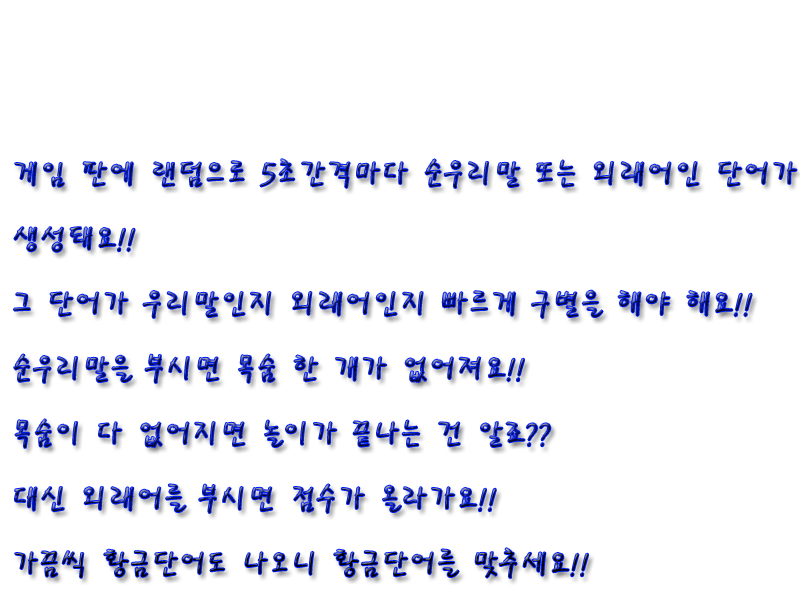 게임 판에 랜덤으로 5초간격마다 순우리말 또는 외래어인 단어가
생성돼요!!
그 단어가 우리말인지 외래어인지 빠르게 구별을 해야 해요!!
순우리말을 부시면 목숨 한 개가 없어져요!!
목숨이 다 없어지면 놀이가 끝나는 건 알죠??
대신 외래어를 부시면 점수가 올라가요!!
가끔씩 황금단어도 나오니 황금단어를 맞추세요!!